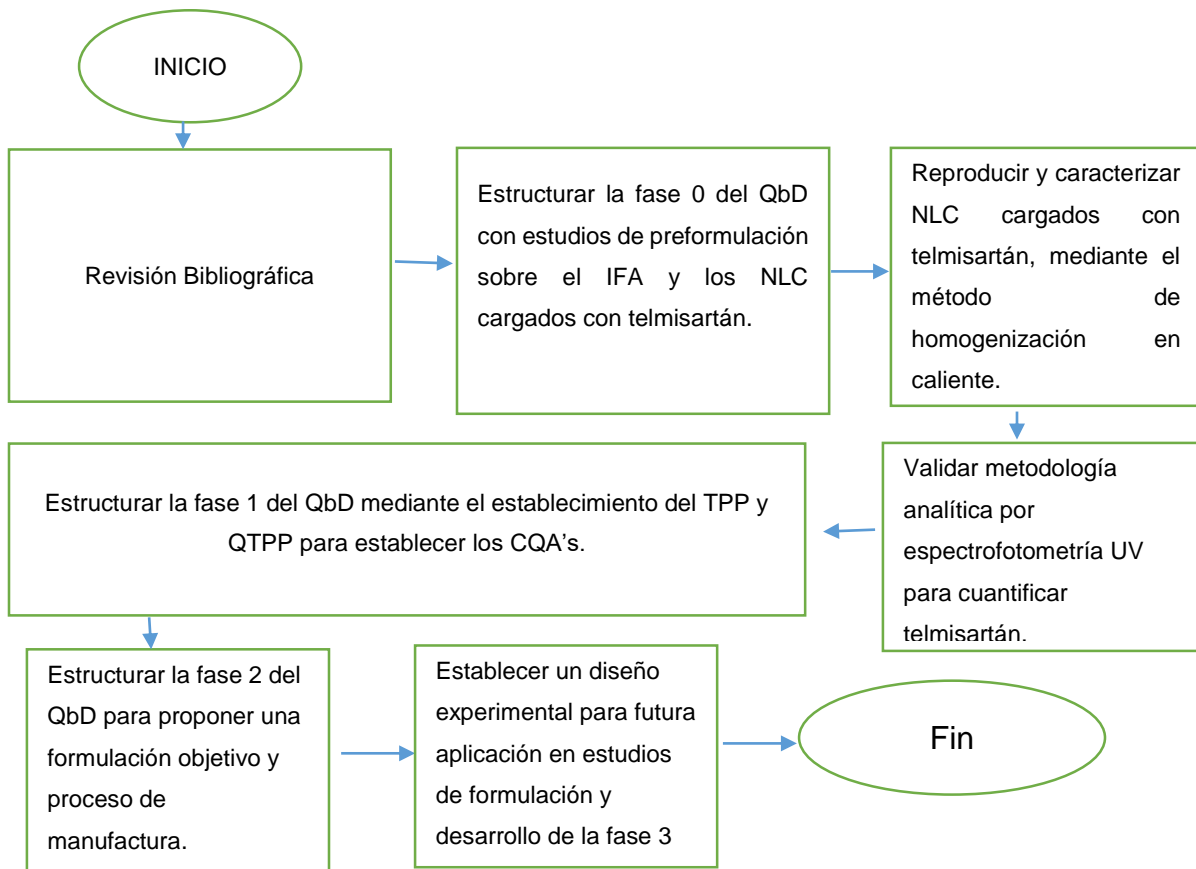 INICIO
Revisión Bibliográfica
Estructurar la fase 0 del QbD
con estudios de preformulación
sobre el IFA y los NLC
cargados con telmisartán.
Reproducir y caracterizar
NLC cargados con
telmisartán, mediante el
método de
homogenización en
caliente.
Validar metodología
analítica por
espectrofotometría UV
para cuantificar
telmisartán.
Estructurar la fase 1 del QbD mediante el establecimiento del TPP y
QTPP para establecer los CQA's.
Estructurar la fase 2 del
QbD para proponer una
formulación objetivo y
proceso de
manufactura.
Establecer un diseño
experimental para futura
aplicación en estudios
de formulación y
desarrollo de la fase 3
Fin